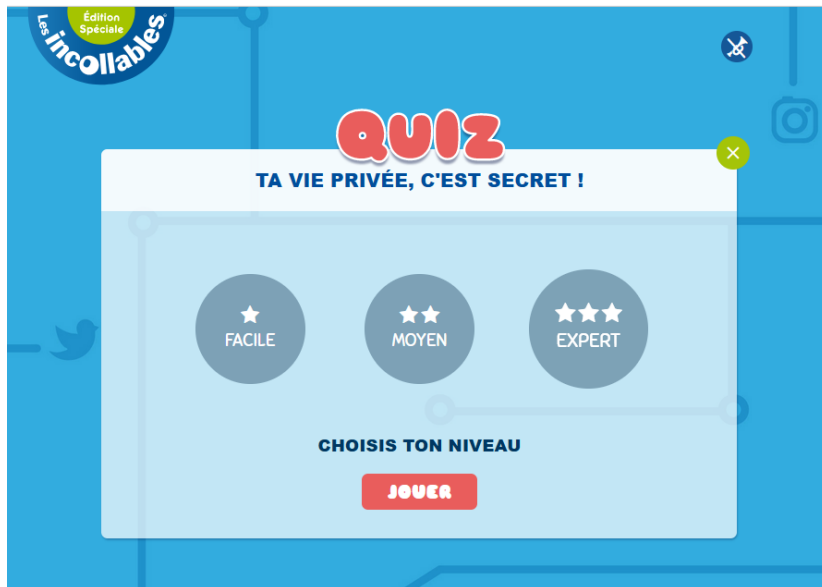 Édition
Spéciale
Les
incollables
QUIZ
TA VIE PRIVÉE, C'EST SECRET !
FACILE
MOYEN
EXPERT
CHOISIS TON NIVEAU
JOUER